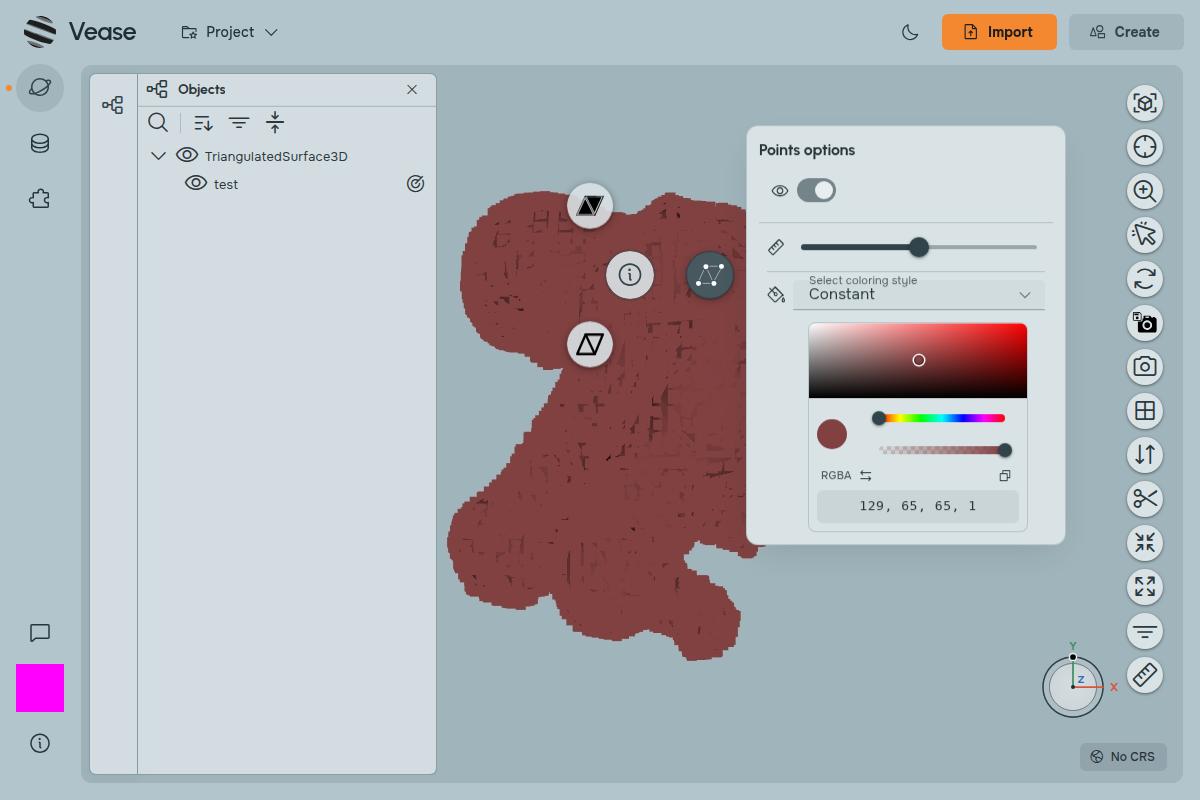 Vease
Project
Import
Create
Objects
TriangulatedSurface3D
test
Points options
Select coloring style
Constant
RGBA
129, 65, 65, 1
Y
Z
X
No CRS